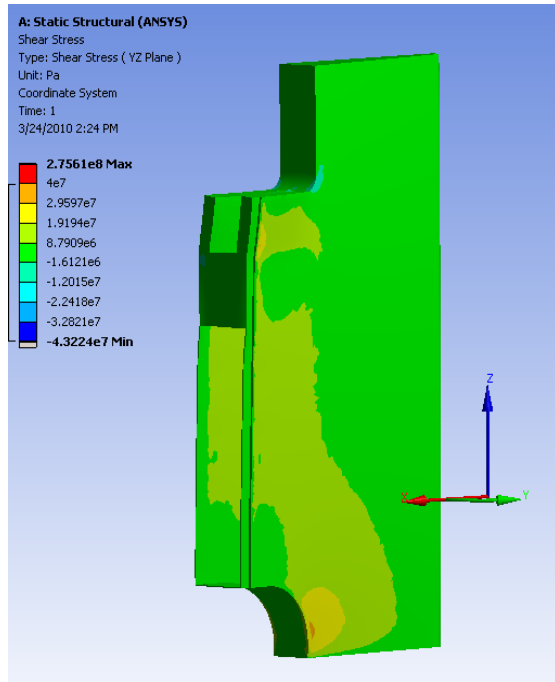 A: Static Structural (ANSYS)
Shear Stress
Type: Shear Stress ( YZ Plane )
Unit: Pa
Coordinate System
Time: 1
3/24/2010 2:24 PM
2.7561e8 Max
4e7
2.9597e7
1.9194e7
8.7909e6
-1.6121e6
-1.2015e7
-2.2418e7
-3.2821e7
-4.3224e7 Min
Z
X
Y